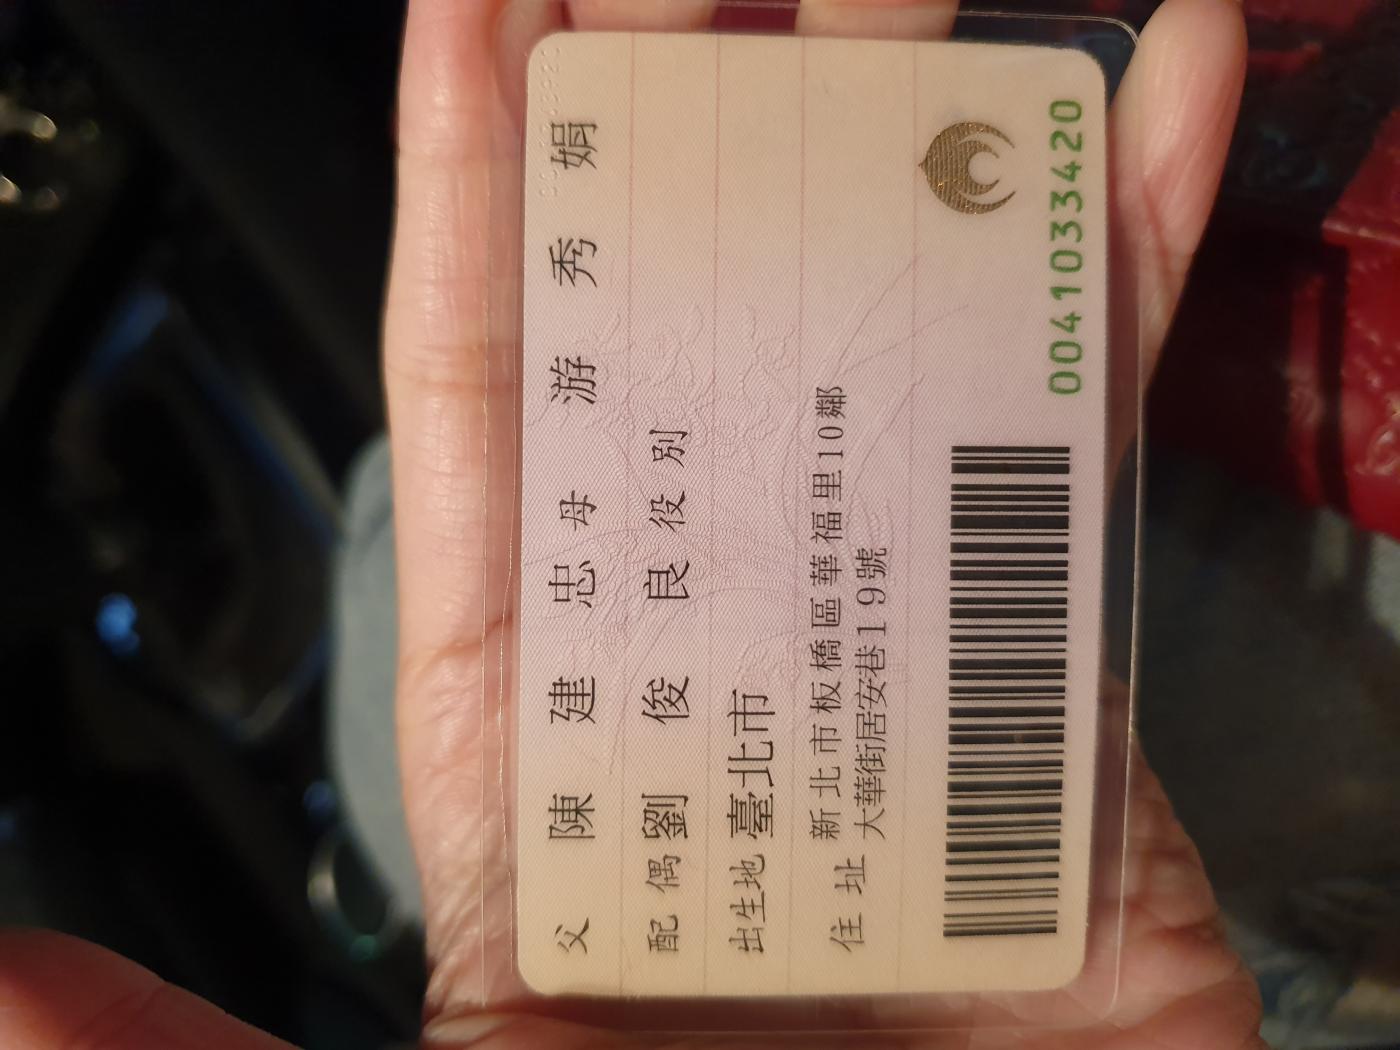 父 陳建忠 母 游秀娟
配偶 劉俊良 役別
出生地 臺北市
住址 新北市板橋區華福里10鄰
大華街居安巷19號
0041033420